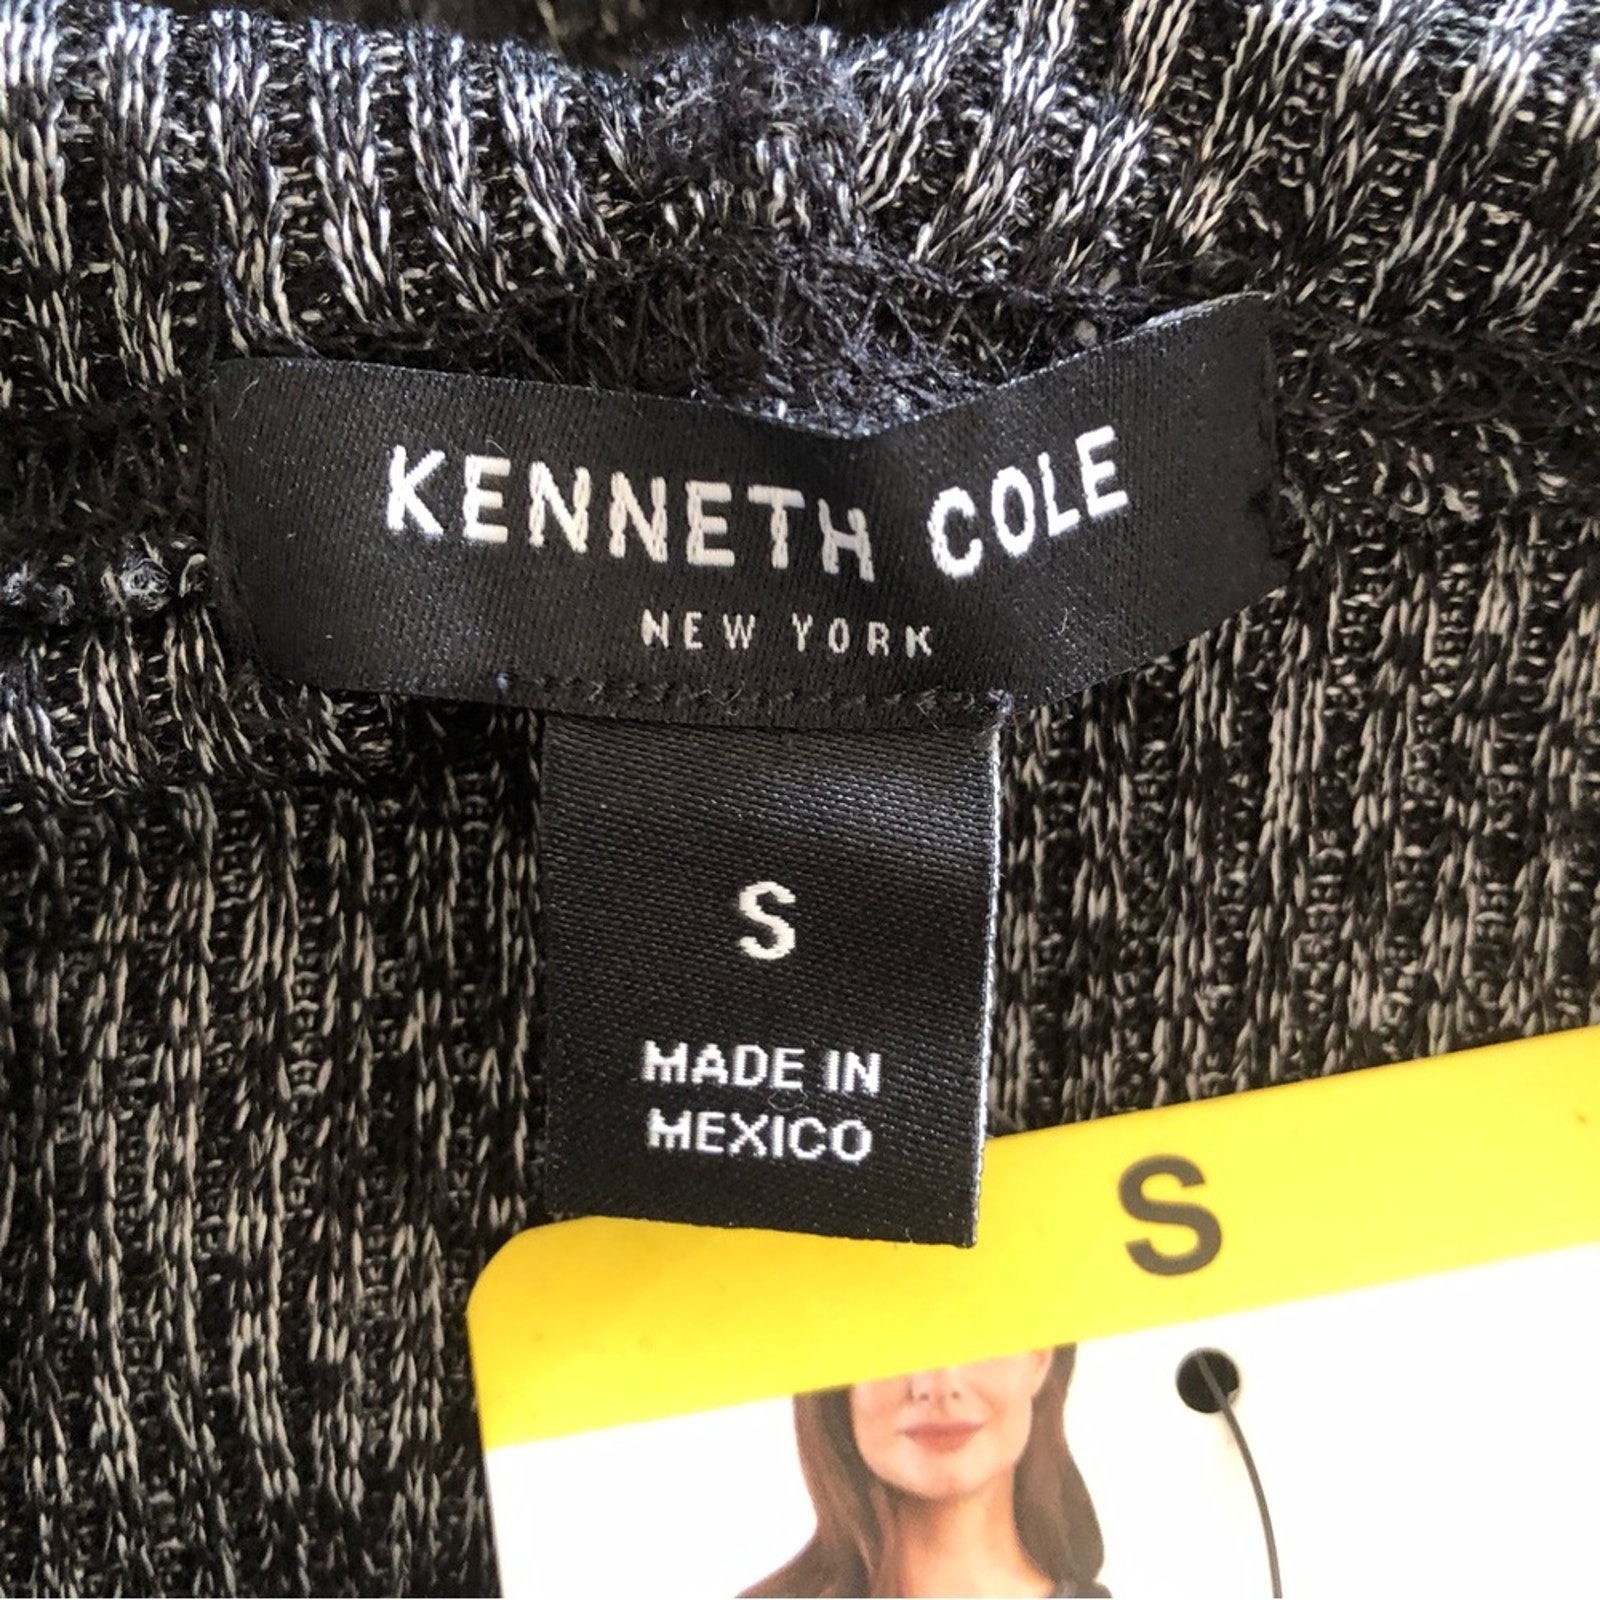 KENNETH COLE
NEW YORK
S
MADE IN
MEXICO
S